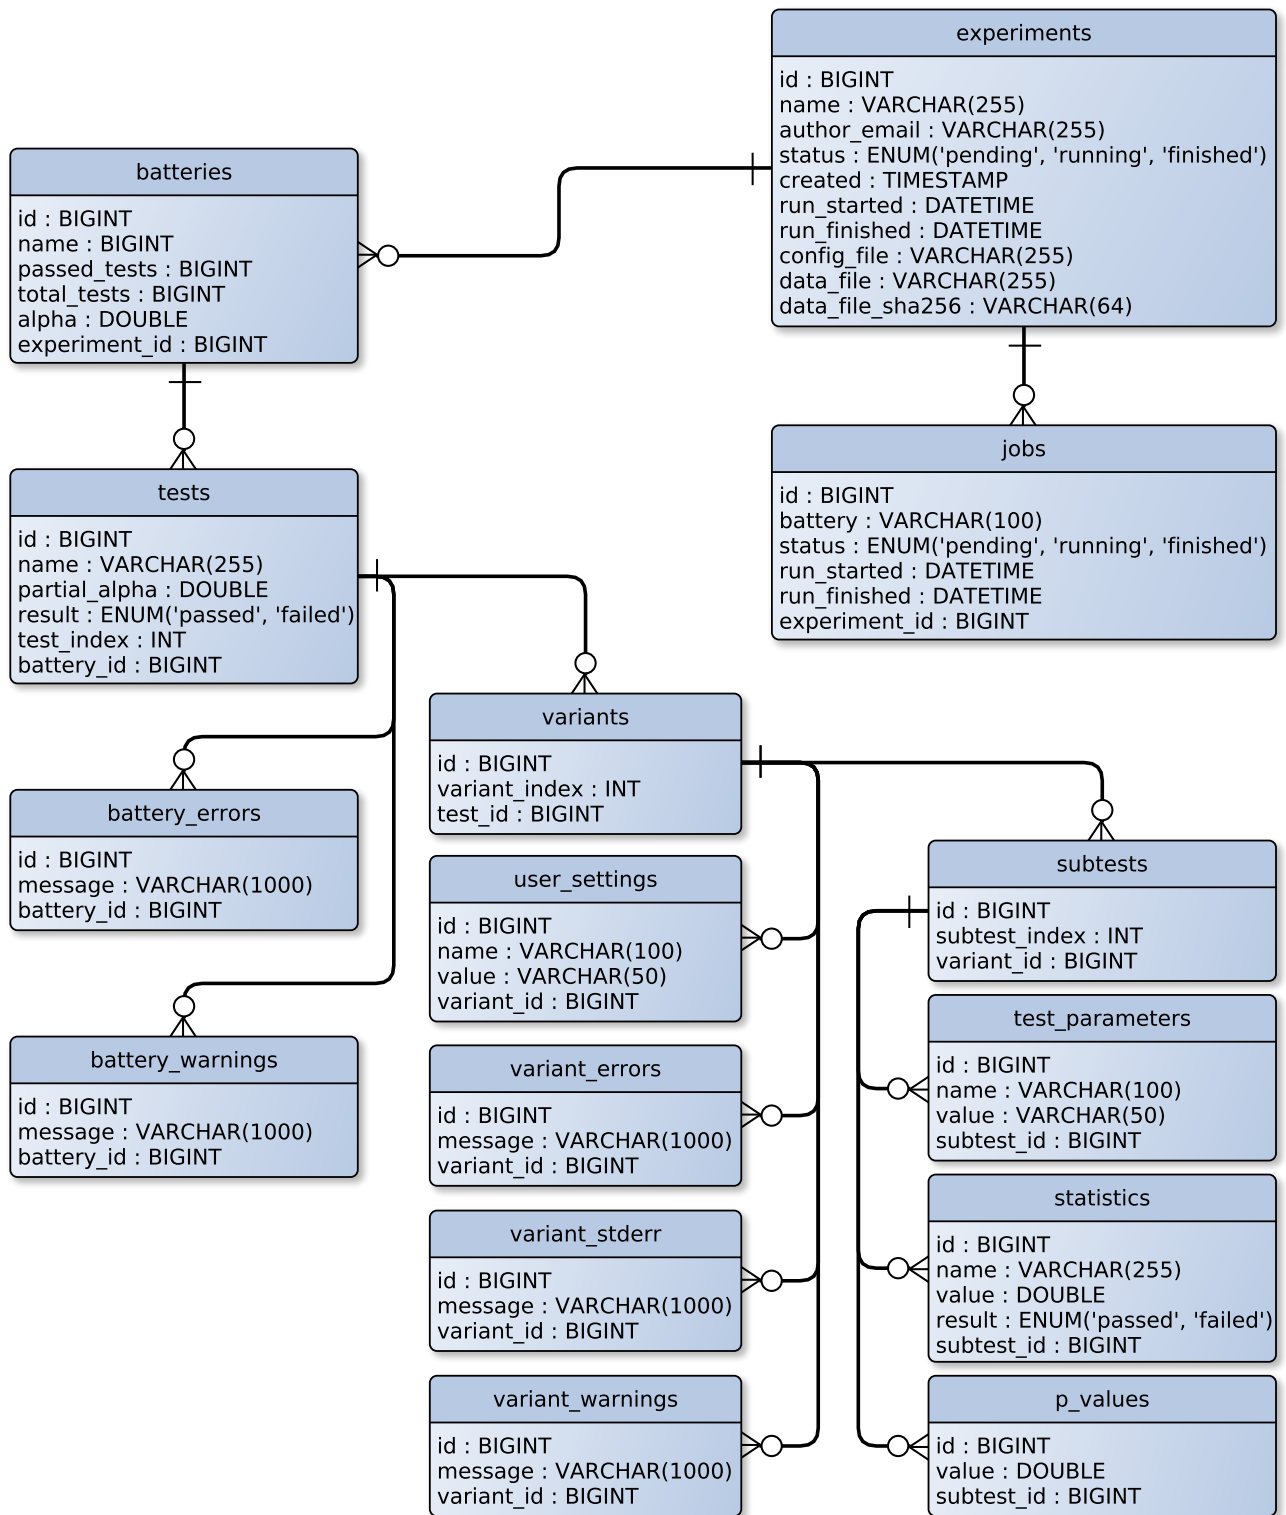 experiments
id : BIGINT
name : VARCHAR(255)
author_email : VARCHAR(255)
status : ENUM('pending', 'running', 'finished')
created : TIMESTAMP
run_started : DATETIME
run_finished : DATETIME
config_file : VARCHAR(255)
data_file : VARCHAR(255)
data_file_sha256 : VARCHAR(64)
batteries
id : BIGINT
name : BIGINT
passed_tests : BIGINT
total_tests : BIGINT
alpha : DOUBLE
experiment_id : BIGINT
jobs
id : BIGINT
battery : VARCHAR(100)
status : ENUM('pending', 'running', 'finished')
run_started : DATETIME
run_finished : DATETIME
experiment_id : BIGINT
tests
id : BIGINT
name : VARCHAR(255)
partial_alpha : DOUBLE
result : ENUM('passed', 'failed')
test_index : INT
battery_id : BIGINT
battery_errors
id : BIGINT
message : VARCHAR(1000)
battery_id : BIGINT
battery_warnings
id : BIGINT
message : VARCHAR(1000)
battery_id : BIGINT
variants
id : BIGINT
variant_index : INT
test_id : BIGINT
user_settings
id : BIGINT
name : VARCHAR(100)
value : VARCHAR(50)
variant_id : BIGINT
variant_errors
id : BIGINT
message : VARCHAR(1000)
variant_id : BIGINT
variant_stderr
id : BIGINT
message : VARCHAR(1000)
variant_id : BIGINT
variant_warnings
id : BIGINT
message : VARCHAR(1000)
variant_id : BIGINT
subtests
id : BIGINT
subtest_index : INT
variant_id : BIGINT
test_parameters
id : BIGINT
name : VARCHAR(100)
value : VARCHAR(50)
subtest_id : BIGINT
statistics
id : BIGINT
name : VARCHAR(255)
value : DOUBLE
result : ENUM('passed', 'failed')
subtest_id : BIGINT
p_values
id : BIGINT
value : DOUBLE
subtest_id : BIGINT